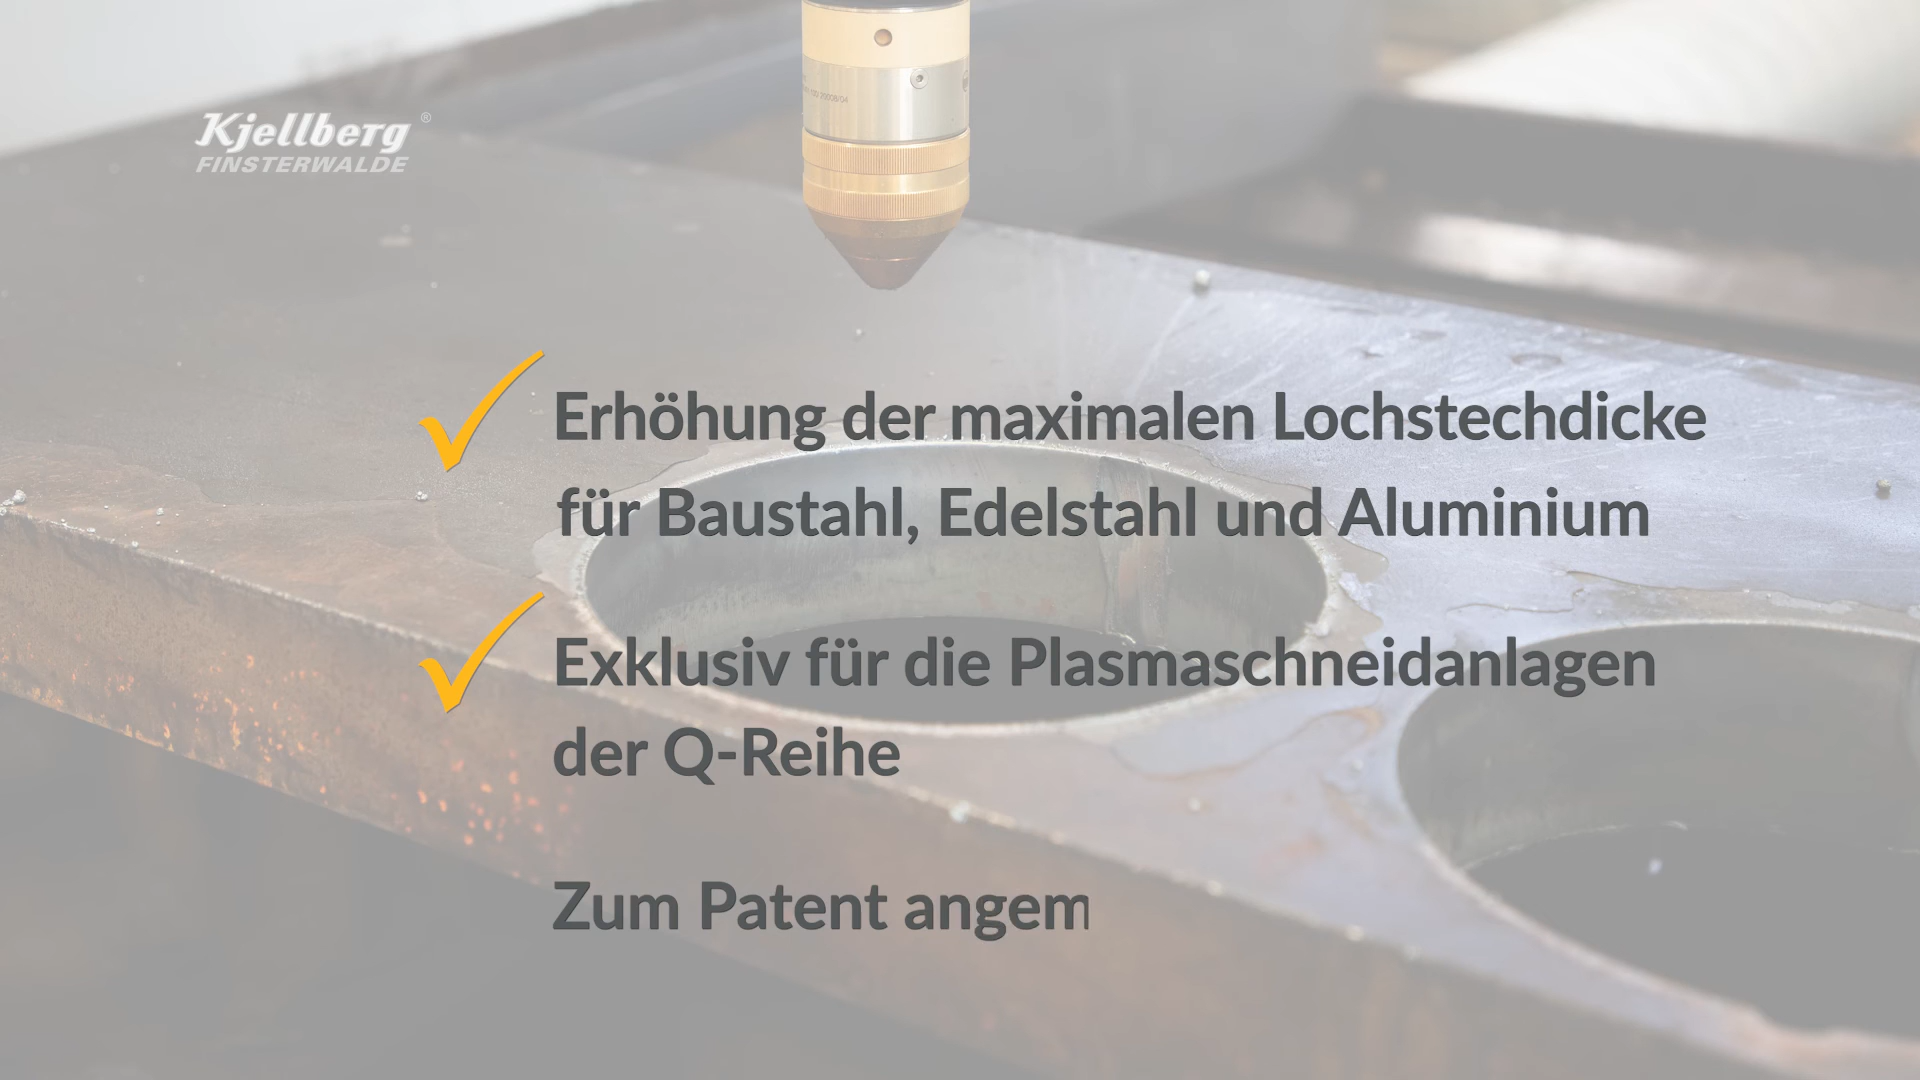 Kjellberg®
FINSTERWALDE
Erhöhung der maximalen Lochstechdicke
für Baustahl, Edelstahl und Aluminium
Exklusiv für die Plasmaschneidanlagen
der Q-Reihe
Zum Patent angem